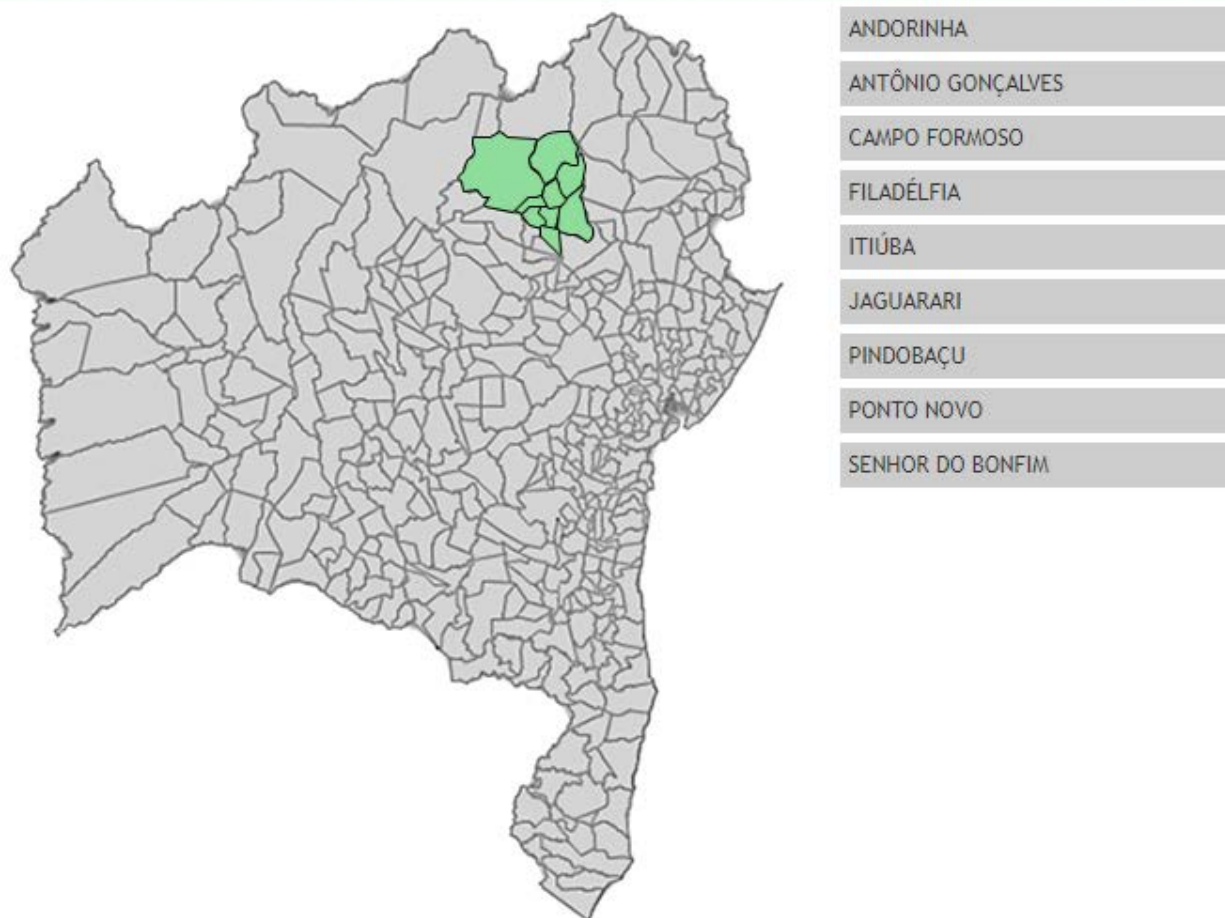 ANDORINHA
ANTÔNIO GONÇALVES
CAMPO FORMOSO
FILADÉLFIA
ITIÚBA
JAGUARARI
PINDOBAÇU
PONTO NOVO
SENHOR DO BONFIM